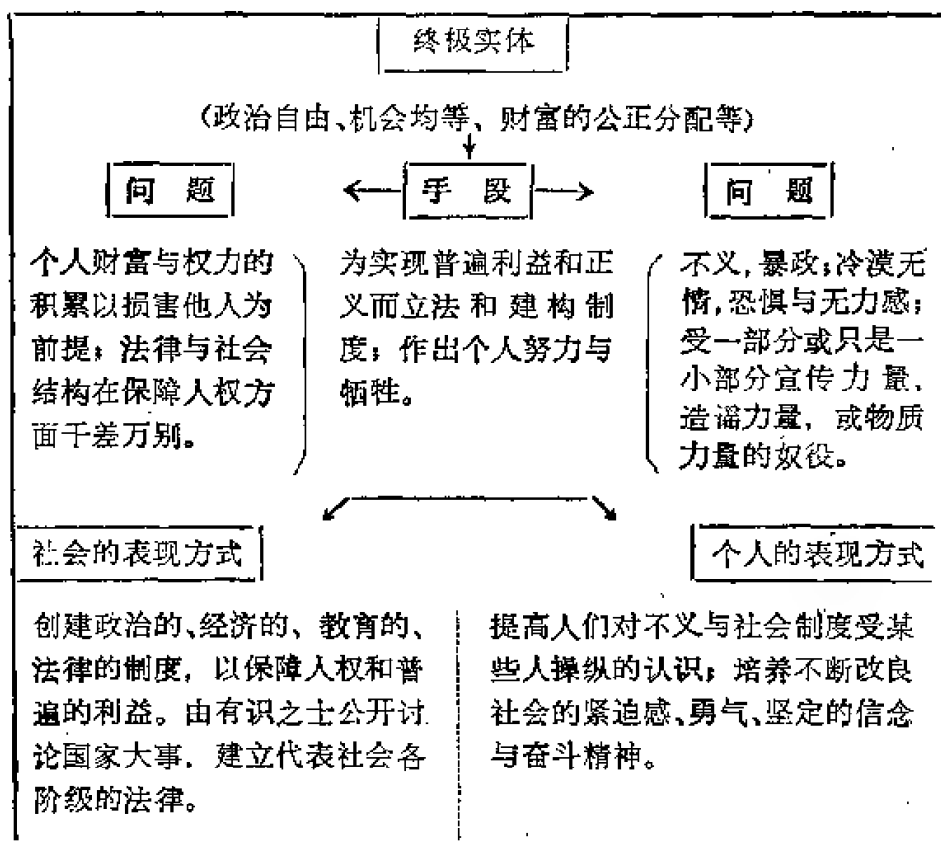 终极实体
(政治自由、机会均等、财富的公正分配等)
问 题
手 段
问 题
个人财富与权力的
积累以损害他人为
前提；法律与社会
结构在保障人权方
面千差万别。
为实现普遍利益和正
义而立法和建构制
度；作出个人努力与
牺牲。
不义，暴政；冷漠无
情，恐惧与无力感；
受一部分或只是一
小部分宣传力量、
造谣力量，或物质
力量的奴役。
社会的表现方式
个人的表现方式
创建政治的、经济的、教育的、
法律的制度，以保障人权和普
遍的利益。由有识之士公开讨
论国家大事，建立代表社会各
阶级的法律。
提高人们对不义与社会制度受某
些人操纵的认识；培养不断改良
社会的紧迫感、勇气、坚定的信念
与奋斗精神。